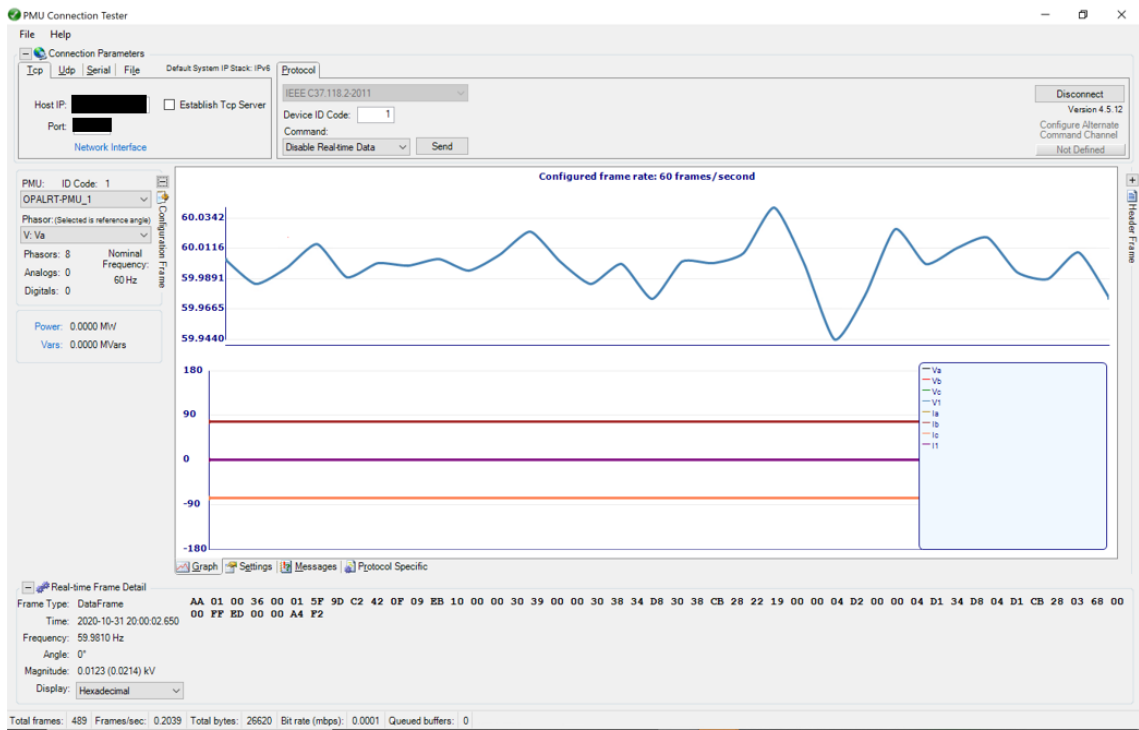 PMU Connection Tester
File Help
Connection Parameters
Tcp Udp Serial File Default System IP Stack: IPv6 Protocol
IEEE C37.118.2-2011
Host IP: Establish Tcp Server
Device ID Code: 1
Port:
Command:
Network Interface
Disable Real-time Data Send
Disconnect
Version 4.5.12
Configure Alternate
Command Channel
Not Defined
PMU: ID Code: 1
OPALRT-PMU_1
Phasor: (Selected is reference angle)
V: Va
Phasors: 8 Nominal
Frequency:
Analogs: 0
60 Hz
Digitals: 0
Configuration Frame
Power: 0.0000 MW
Vars: 0.0000 MVars
Configured frame rate: 60 frames/second
60.0342
60.0116
59.9891
59.9665
59.9440
180
90
0
-90
-180
Va
Vb
Vc
V1
Ia
Ib
Ic
I1
Header Frame
Graph Settings Messages Protocol Specific
Real-time Frame Detail
Frame Type: DataFrame
Time: 2020-10-31 20:00:02.650
Frequency: 59.9810 Hz
Angle: 0°
Magnitude: 0.0123 (0.0214) kV
Display: Hexadecimal
AA 01 00 36 00 01 5F 9D C2 42 0F 09 EB 10 00 00 30 39 00 00 30 38 34 D8 30 38 CB 28 22 19 00 00 04 D2 00 00 04 D1 34 D8 04 D1 CB 28 03 68 00
00 FF ED 00 00 A4 F2
Total frames: 489 Frames/sec: 0.2039 Total bytes: 26620 Bit rate (mbps): 0.0001 Queued buffers: 0